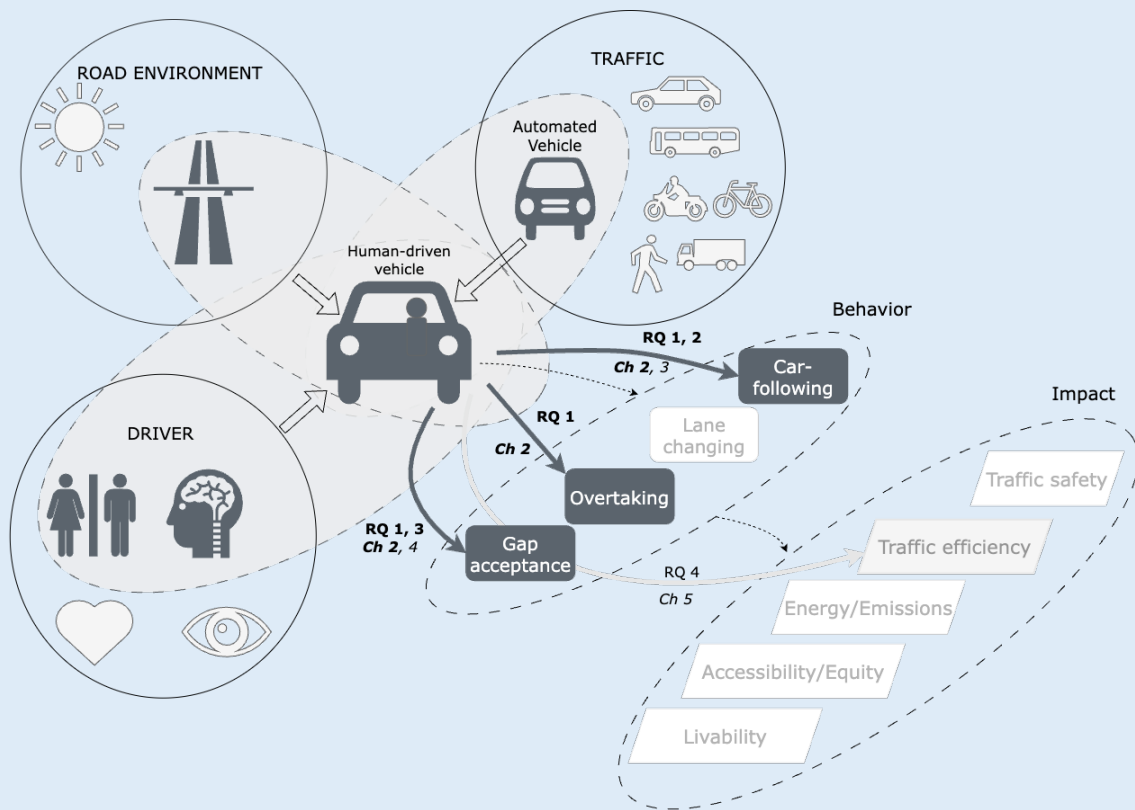 ROAD ENVIRONMENT
TRAFFIC
Automated
Vehicle
Human-driven
vehicle
DRIVER
Behavior
RQ 1, 2
Ch 2, 3
Car-
following
Lane
changing
RQ 1
Ch 2
Overtaking
RQ 1, 3
Ch 2, 4
Gap
acceptance
RQ 4
Ch 5
Impact
Traffic safety
Traffic efficiency
Energy/Emissions
Accessibility/Equity
Livability